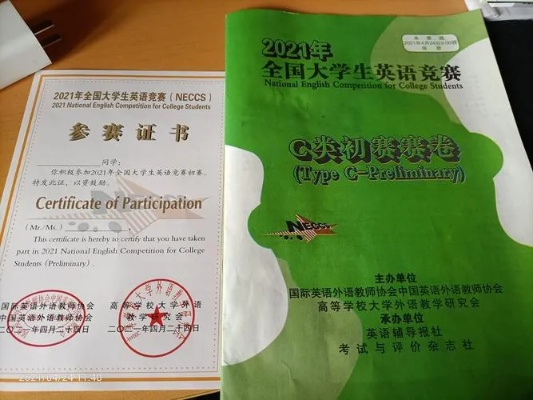 2021年全国大学生英语竞赛(NECCS)
2021 National English Competition for College Students
参赛证书
同学:
你积极参加2021年全国大学生英语竞赛初赛,
特发此证,以资鼓励。
Certificate of Participation
(Mr./Ms.)
This certificate is hereby to certify that you have taken
part in 2021 National English Competition for College
Students (Preliminary).
国际英语外语教师协会
中国英语外语教师协会
二〇二一年四月二十四日
高等学校大学外语
教学研究会
二〇二一年四月二十四日
2021年
全国大学生英语竞赛
National English Competition for College Students
C类初赛赛卷
(Type C-Preliminary)
NECCS
主办单位
国际英语外语教师协会中国英语外语教师协会
高等学校大学外语教学研究会
承办单位
英语辅导报社
考试与评价杂志社